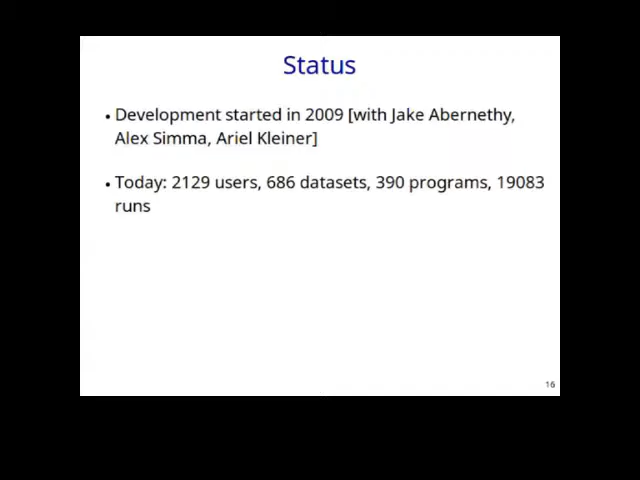 Status
• Development started in 2009 [with Jake Abernethy,
Alex Simma, Ariel Kleiner]
• Today: 2129 users, 686 datasets, 390 programs, 19083
runs
16